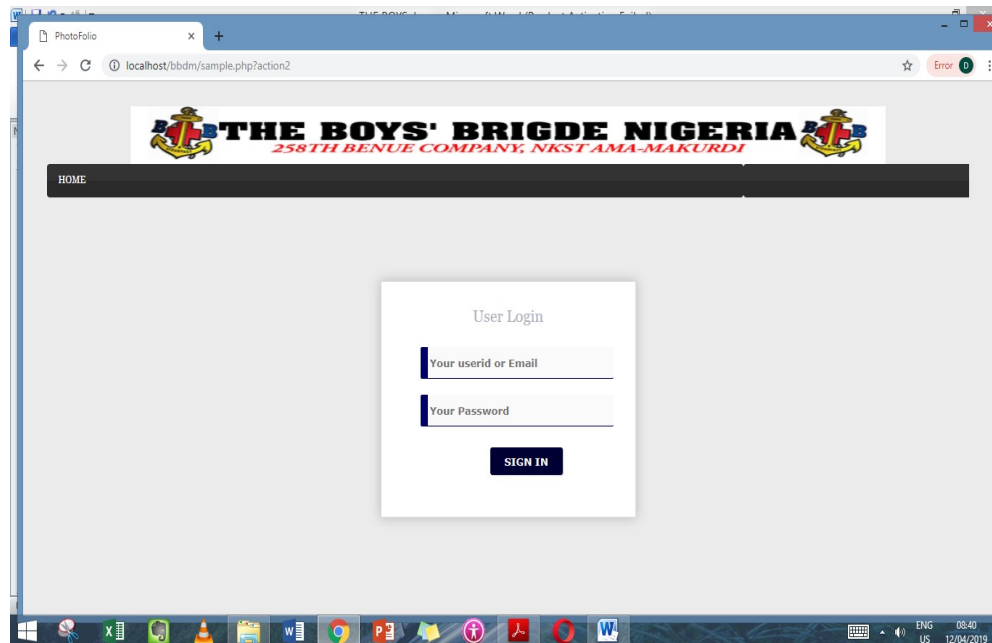 PhotoFolio
localhost/bbdm/sample.php?action2
Error D
B B THE BOYS' BRIGDE NIGERIA B B
258TH BENUE COMPANY, NKST AMA-MAKURDI
HOME
User Login
Your userid or Email
Your Password
SIGN IN
ENG 08:40
US 12/04/2019